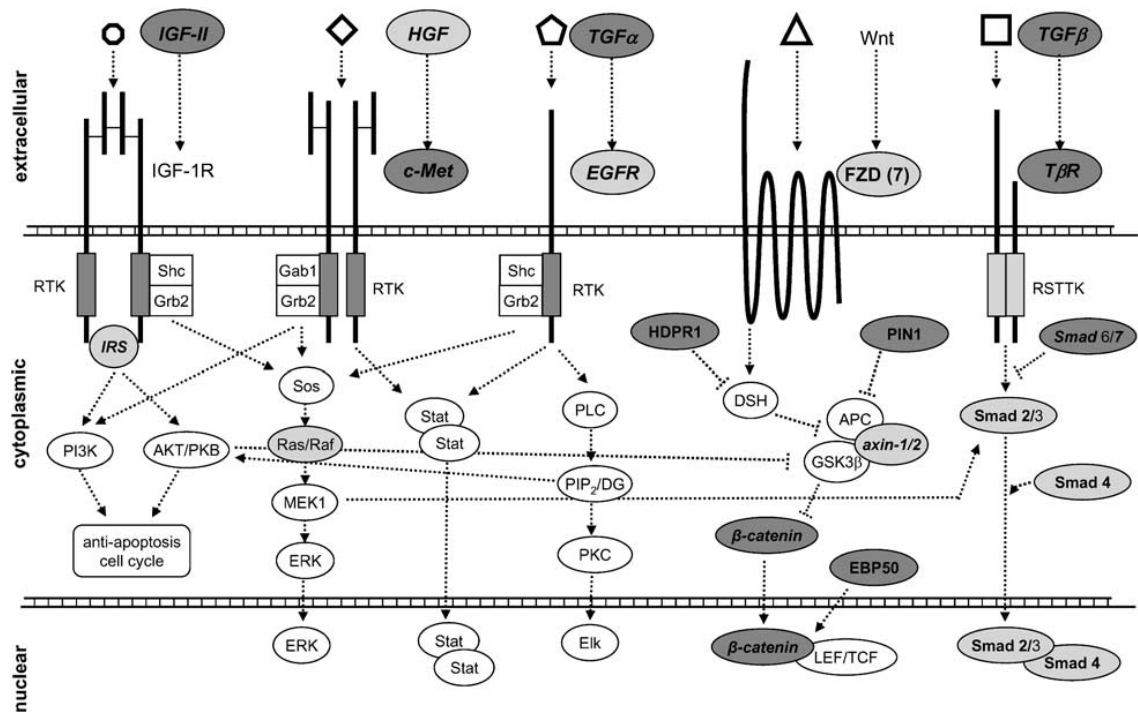 extracellular
IGF-II
HGF
TGFα
Wnt
TGFβ
IGF-1R
c-Met
EGFR
FZD (7)
TβR
cytoplasmic
RTK
Shc
Grb2
Gab1
Grb2
RTK
Shc
Grb2
RTK
RSTTK
IRS
HDPR1
PIN1
Smad 6/7
Sos
Stat
Stat
PLC
DSH
APC
axin-1/2
GSK3β
Smad 2/3
PI3K
AKT/PKB
Ras/Raf
PIP2/DG
MEK1
Smad 4
anti-apoptosis
cell cycle
ERK
PKC
β-catenin
EBP50
nuclear
ERK
Stat
Stat
Elk
β-catenin
LEF/TCF
Smad 2/3
Smad 4